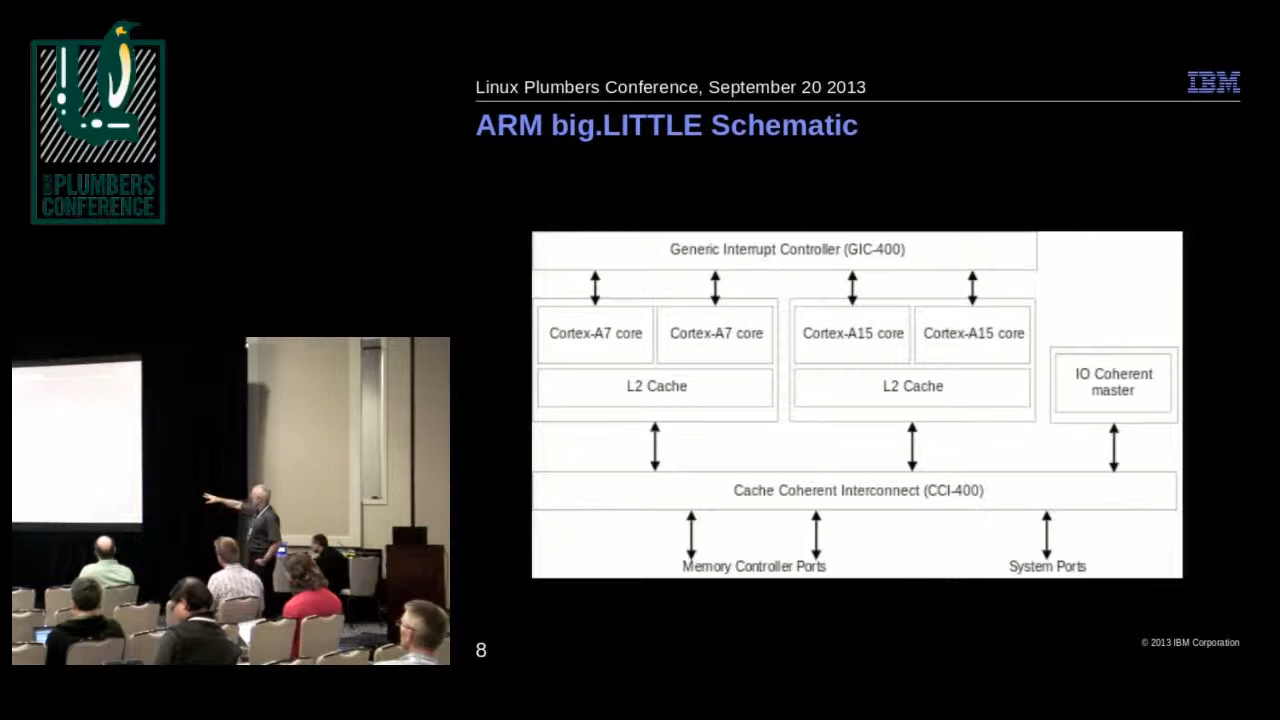 LINUX PLUMBERS
CONFERENCE
Linux Plumbers Conference, September 20 2013
IBM
ARM big.LITTLE Schematic
Generic Interrupt Controller (GIC-400)
Cortex-A7 core
Cortex-A7 core
Cortex-A15 core
Cortex-A15 core
L2 Cache
L2 Cache
IO Coherent
master
Cache Coherent Interconnect (CCI-400)
Memory Controller Ports
System Ports
8
© 2013 IBM Corporation